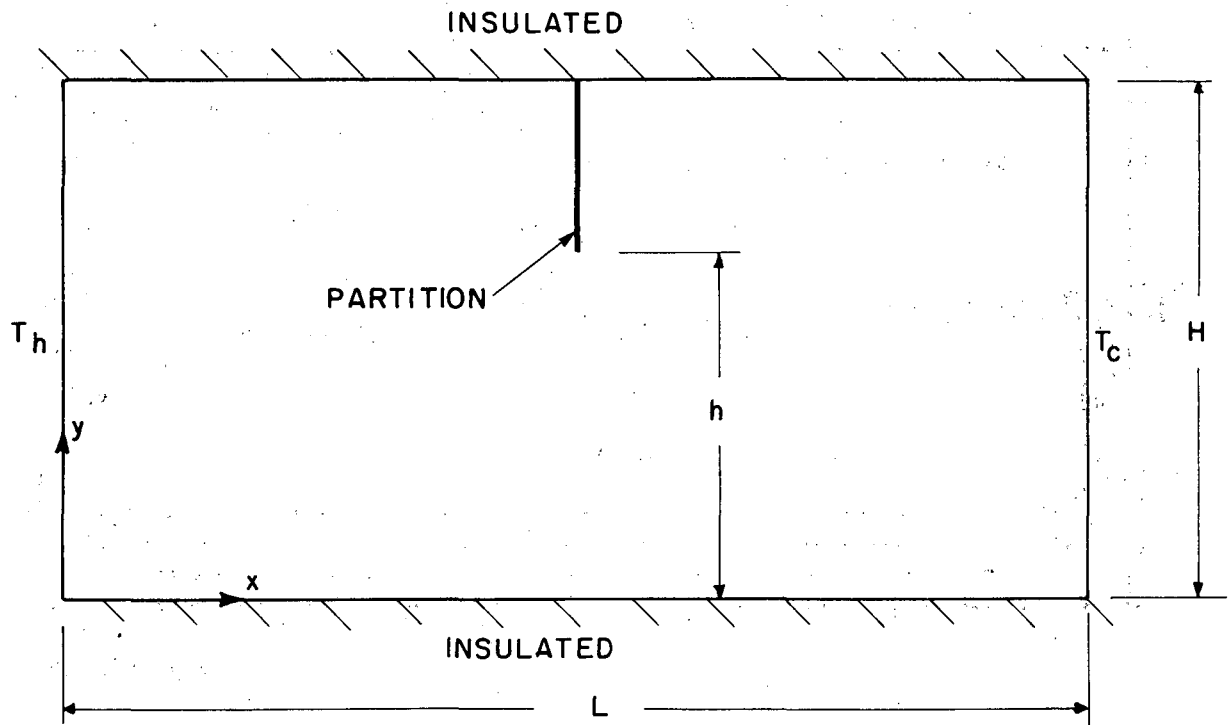 INSULATED
PARTITION
T_h
T_c
H
h
y
x
INSULATED
L